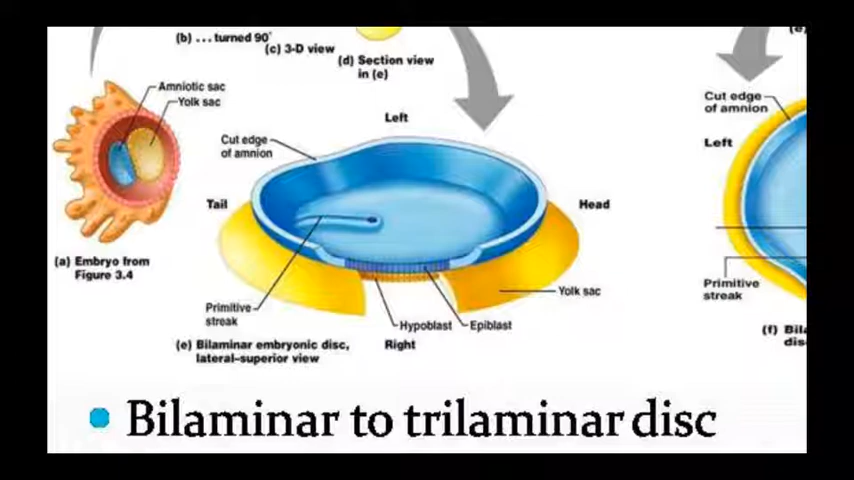 (b) ... turned 90°
(c) 3-D view
(d) Section view
in (e)
Amniotic sac
Yolk sac
Left
Cut edge
of amnion
Tail
Head
(a) Embryo from
Figure 3.4
Primitive
streak
Yolk sac
Hypoblast
Epiblast
(e) Bilaminar embryonic disc,
lateral-superior view
Right
Cut edge
of amnion
Left
Primitive
streak
• Bilaminar to trilaminar disc